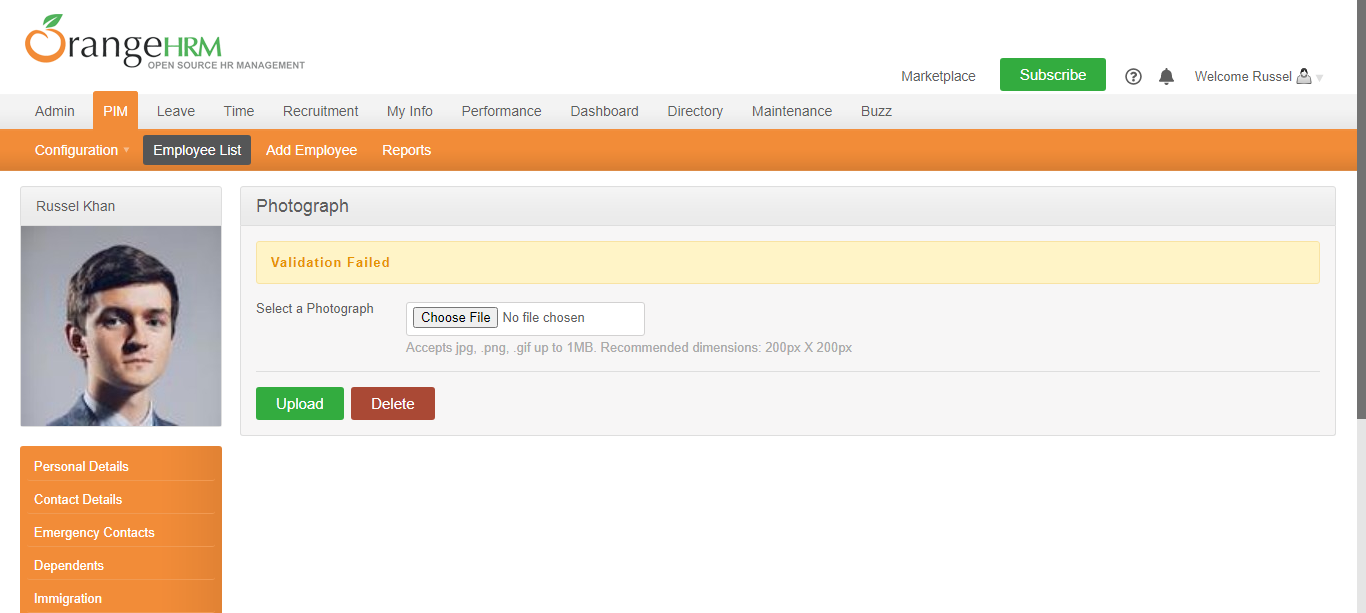 OrangeHRM
OPEN SOURCE HR MANAGEMENT
Marketplace Subscribe Welcome Russel
Admin PIM Leave Time Recruitment My Info Performance Dashboard Directory Maintenance Buzz
Configuration Employee List Add Employee Reports
Russel Khan
Photograph
Validation Failed
Select a Photograph Choose File No file chosen
Accepts jpg, .png, .gif up to 1MB. Recommended dimensions: 200px X 200px
Upload Delete
Personal Details
Contact Details
Emergency Contacts
Dependents
Immigration